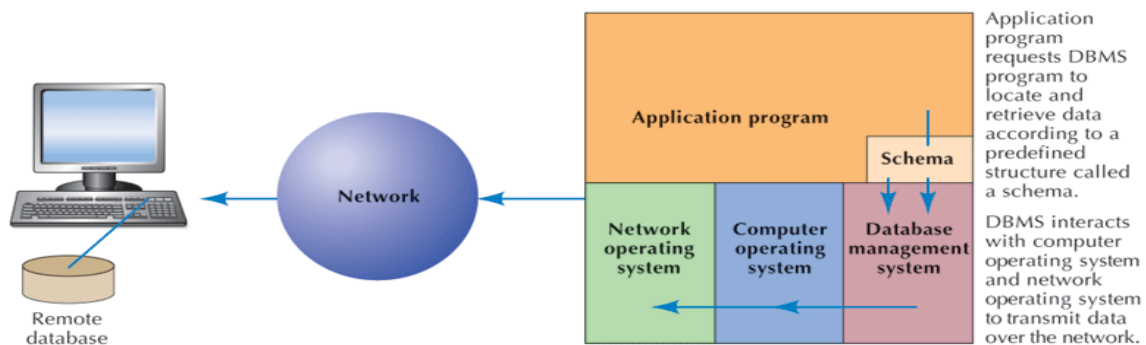 Remote
database
Network
Application program
Schema
Network
operating
system
Computer
operating
system
Database
management
system
Application
program
requests DBMS
program to
locate and
retrieve data
according to a
predefined
structure called
a schema.
DBMS interacts
with computer
operating system
and network
operating system
to transmit data
over the network.